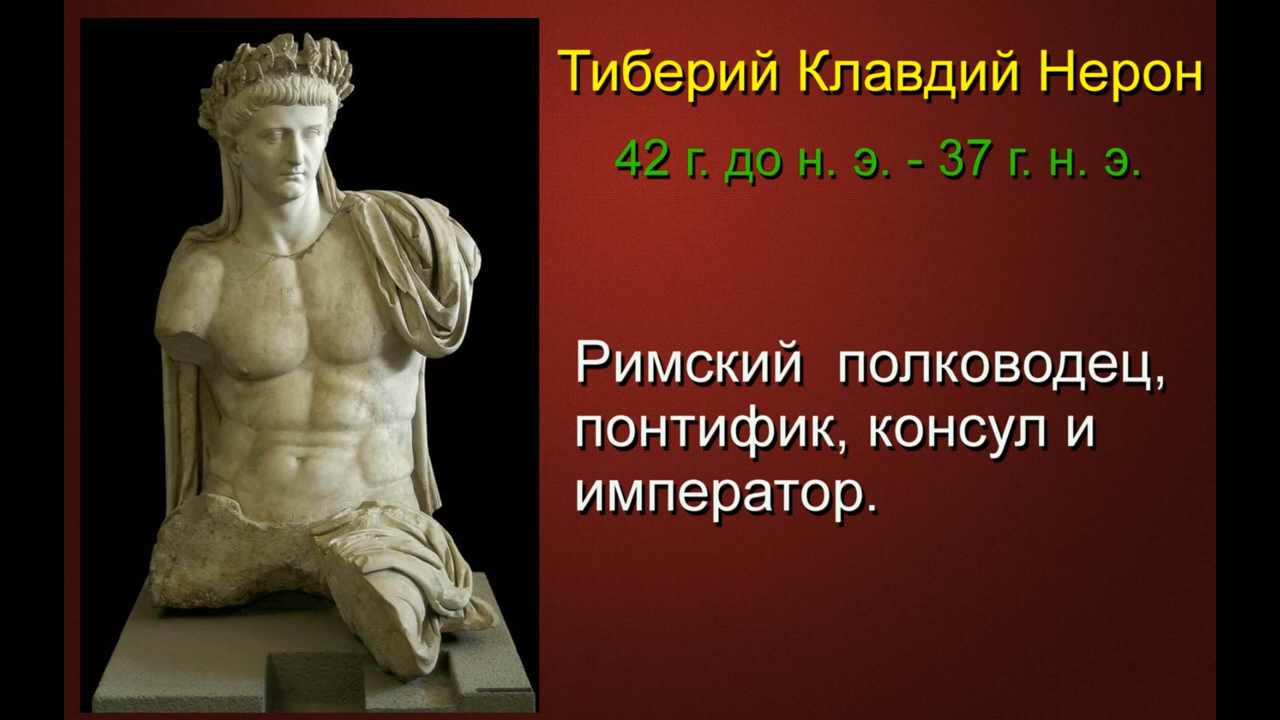 Тиберий Клавдий Нерон
42 г. до н. э. - 37 г. н. э.
Римский полководец,
понтифик, консул и
император.